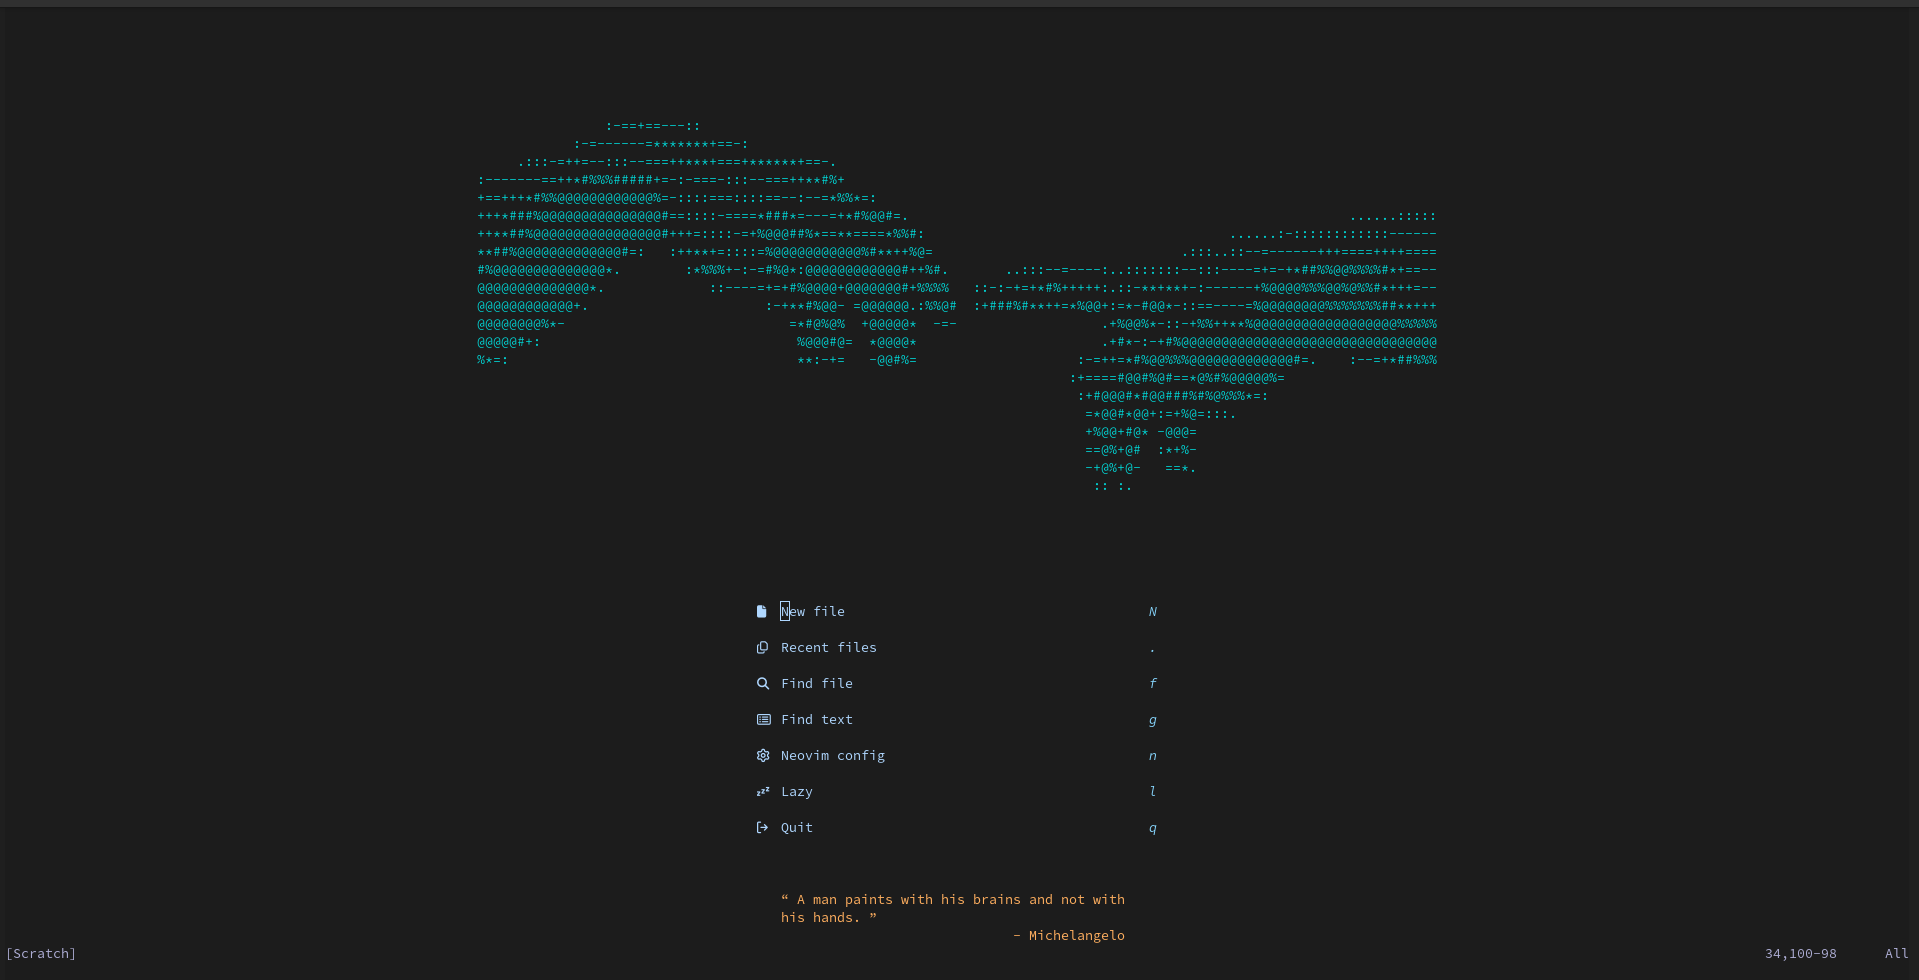 New file N
Recent files .
Find file f
Find text g
Neovim config n
Lazy l
Quit q
“ A man paints with his brains and not with
his hands. ”
– Michelangelo
[Scratch] 34,100-98 All